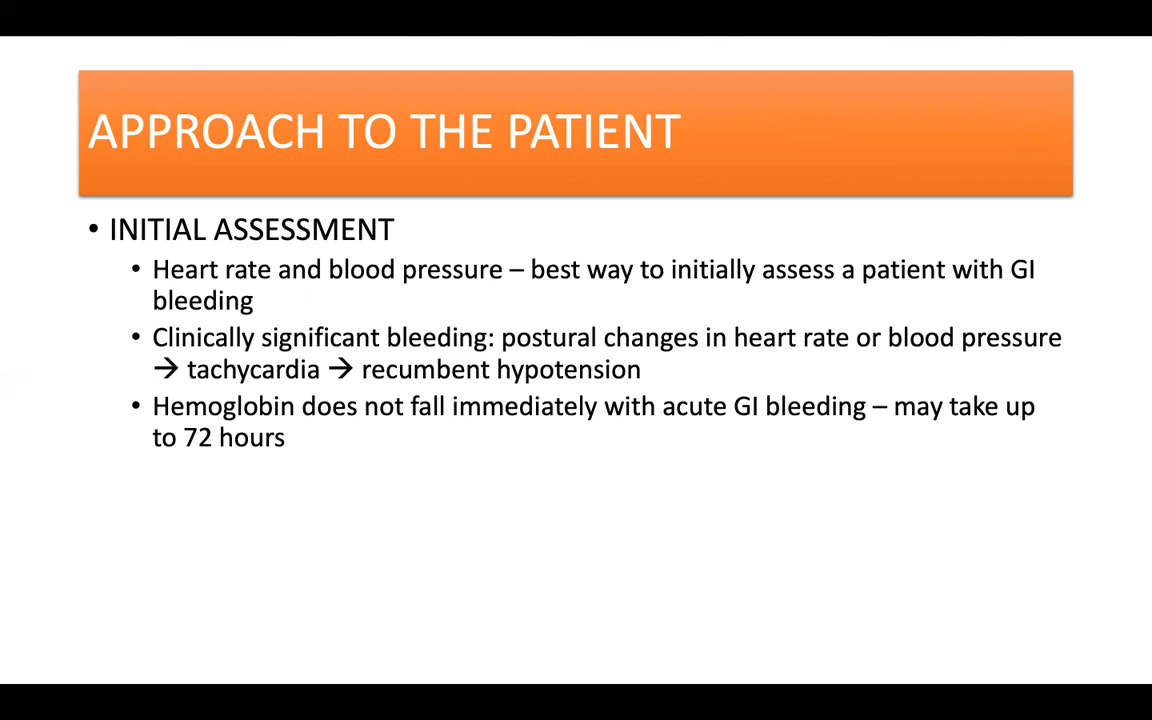 APPROACH TO THE PATIENT
• INITIAL ASSESSMENT
• Heart rate and blood pressure – best way to initially assess a patient with GI
bleeding
• Clinically significant bleeding: postural changes in heart rate or blood pressure
→ tachycardia → recumbent hypotension
• Hemoglobin does not fall immediately with acute GI bleeding – may take up
to 72 hours